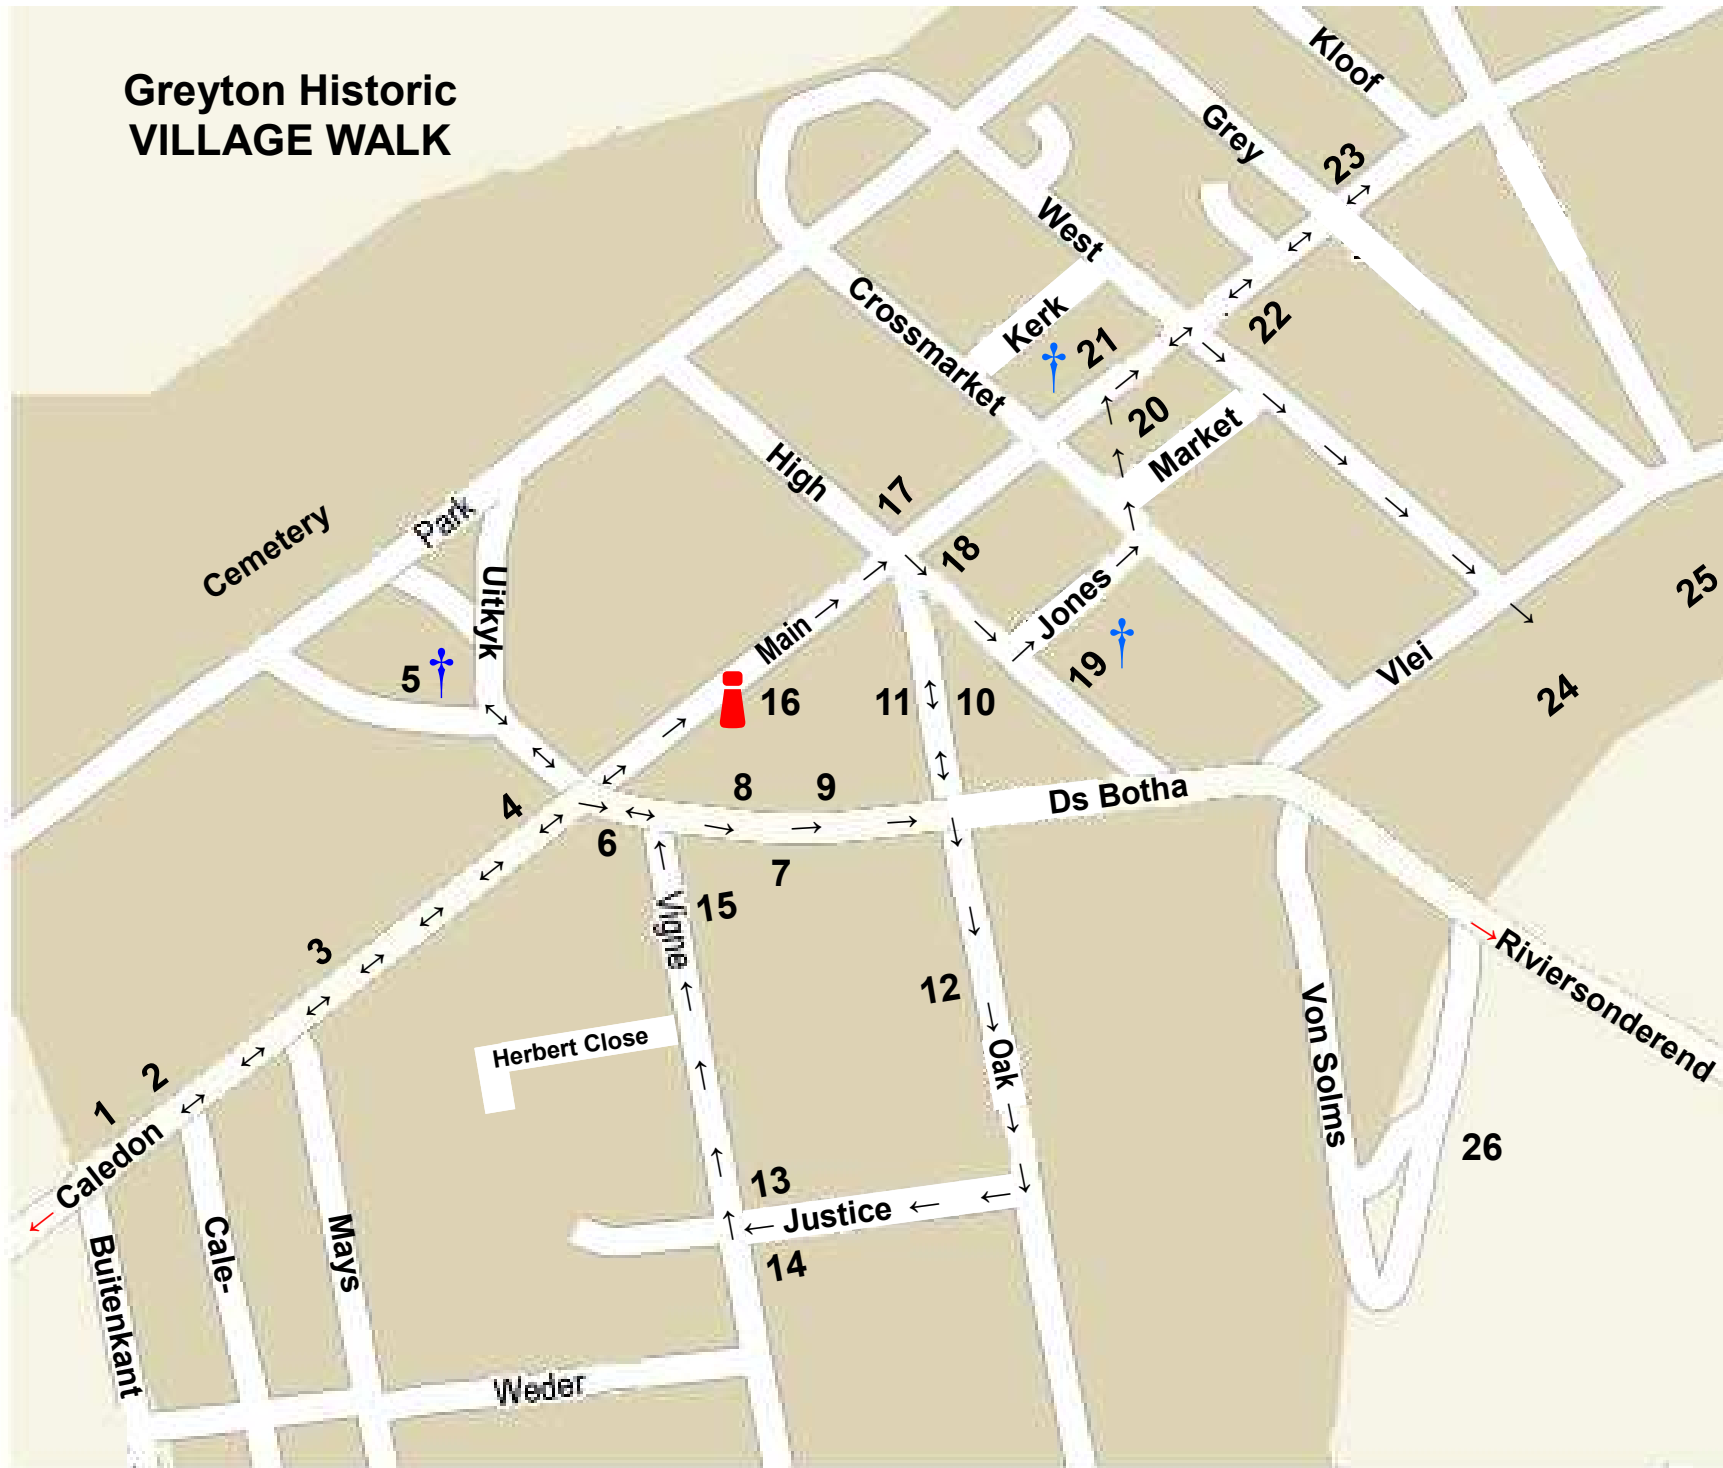 Greyton Historic
VILLAGE WALK
Kloof
Grey
23
West
Crossmarket
Kerk
21
22
20
Market
High
17
18
Cemetery
Park
Uitkyk
Jones
19
25
Main
5
16
11
10
Vlei
24
4
6
8
9
7
Ds Botha
15
Vigne
3
12
Riviersonderend
Herbert Close
Oak
Von Solms
2
1
Caledon
26
13
Justice
14
Buitenkant
Cale-
Mays
Weder